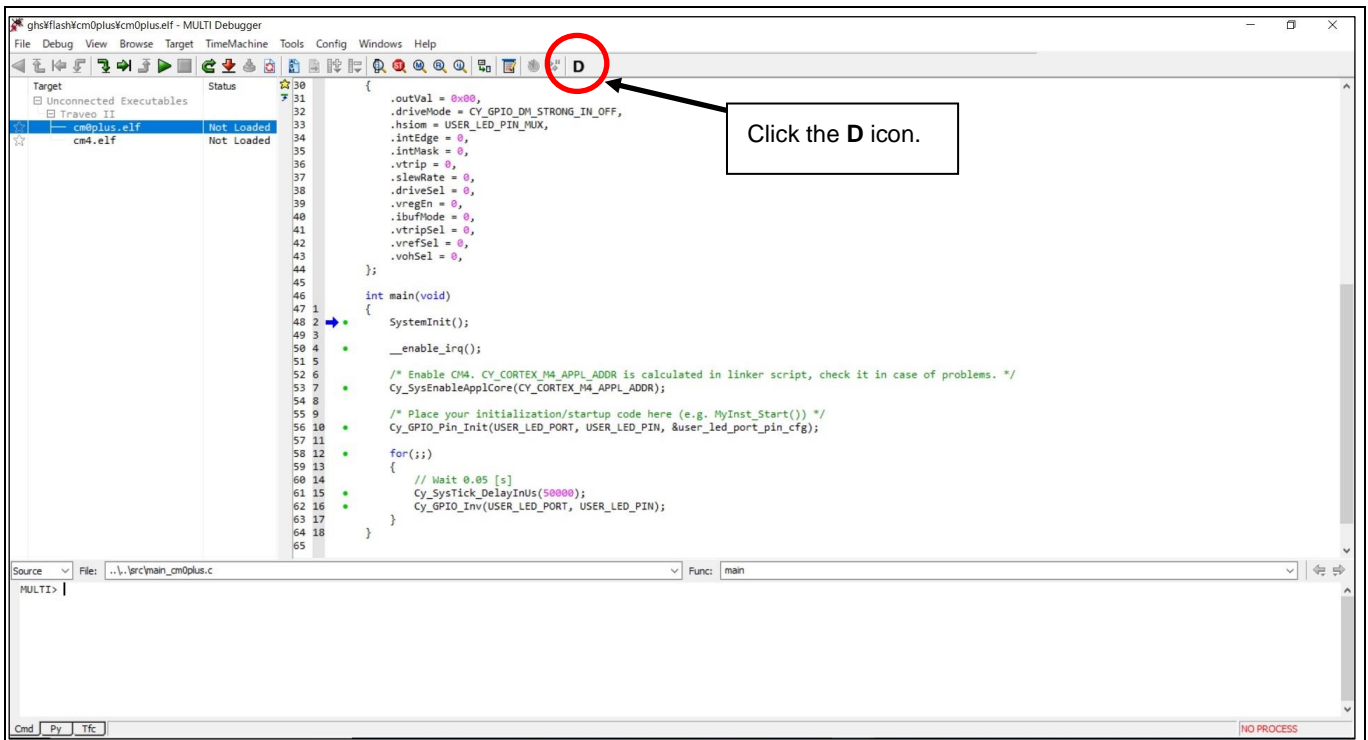 ghs¥flash¥cm0plus¥cm0plus.elf - MULTI Debugger
File Debug View Browse Target TimeMachine Tools Config Windows Help
D
Click the D icon.
Target Status
Unconnected Executables
Traveo II
cm0plus.elf Not Loaded
cm4.elf Not Loaded
30 {
31 .outVal = 0x00,
32 .driveMode = CY_GPIO_DM_STRONG_IN_OFF,
33 .hsiom = USER_LED_PIN_MUX,
34 .intEdge = 0,
35 .intMask = 0,
36 .vtrip = 0,
37 .slewRate = 0,
38 .driveSel = 0,
39 .vregEn = 0,
40 .ibufMode = 0,
41 .vtripSel = 0,
42 .vrefSel = 0,
43 .vohSel = 0,
44 };
45
46 int main(void)
47 1 {
48 2 SystemInit();
49 3
50 4 __enable_irq();
51 5
52 6 /* Enable CM4. CY_CORTEX_M4_APPL_ADDR is calculated in linker script, check it in case of problems. */
53 7 Cy_SysEnableApplCore(CY_CORTEX_M4_APPL_ADDR);
54 8
55 9 /* Place your initialization/startup code here (e.g. MyInst_Start()) */
56 10 Cy_GPIO_Pin_Init(USER_LED_PORT, USER_LED_PIN, &user_led_port_pin_cfg);
57 11
58 12 for(;;)
59 13 {
60 14 // Wait 0.05 [s]
61 15 Cy_SysTick_DelayInUs(50000);
62 16 Cy_GPIO_Inv(USER_LED_PORT, USER_LED_PIN);
63 17 }
64 18 }
65
Source File: ..\..\src\main_cm0plus.c Func: main
MULTI>
Cmd Py Tfc NO PROCESS